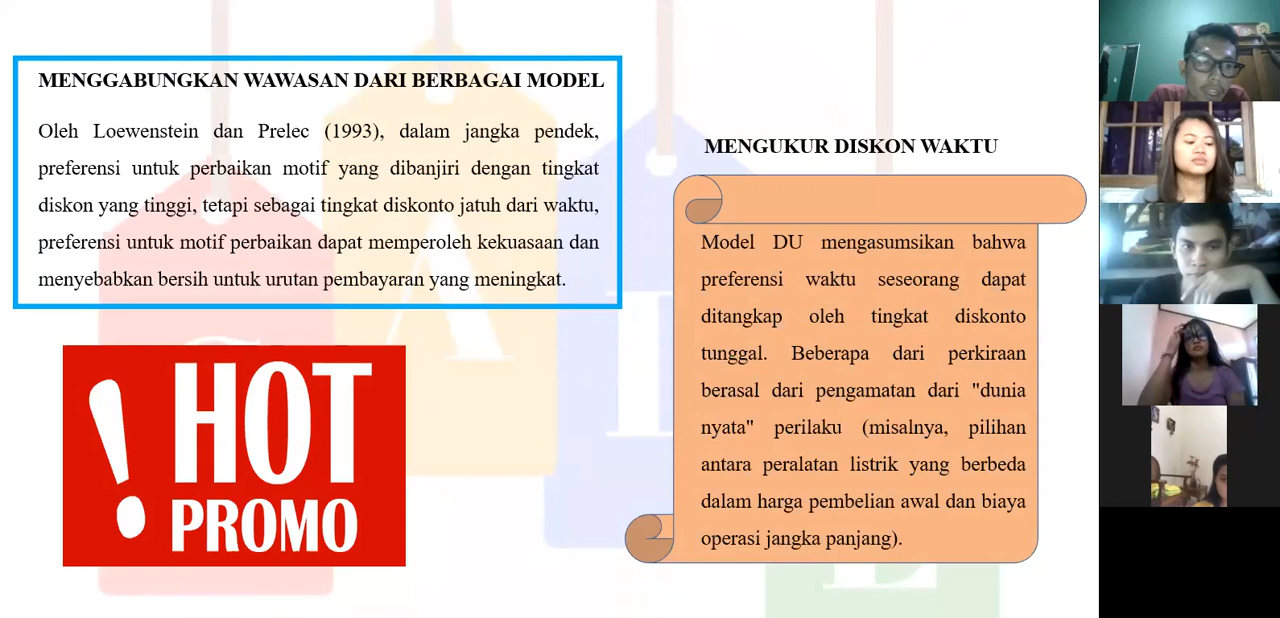 MENGGABUNGKAN WAWASAN DARI BERBAGAI MODEL
Oleh Loewenstein dan Prelec (1993), dalam jangka pendek,
preferensi untuk perbaikan motif yang dibanjiri dengan tingkat
diskon yang tinggi, tetapi sebagai tingkat diskonto jatuh dari waktu,
preferensi untuk motif perbaikan dapat memperoleh kekuasaan dan
menyebabkan bersih untuk urutan pembayaran yang meningkat.
HOT
PROMO
MENGUKUR DISKON WAKTU
Model DU mengasumsikan bahwa
preferensi waktu seseorang dapat
ditangkap oleh tingkat diskonto
tunggal. Beberapa dari perkiraan
berasal dari pengamatan dari "dunia
nyata" perilaku (misalnya, pilihan
antara peralatan listrik yang berbeda
dalam harga pembelian awal dan biaya
operasi jangka panjang).